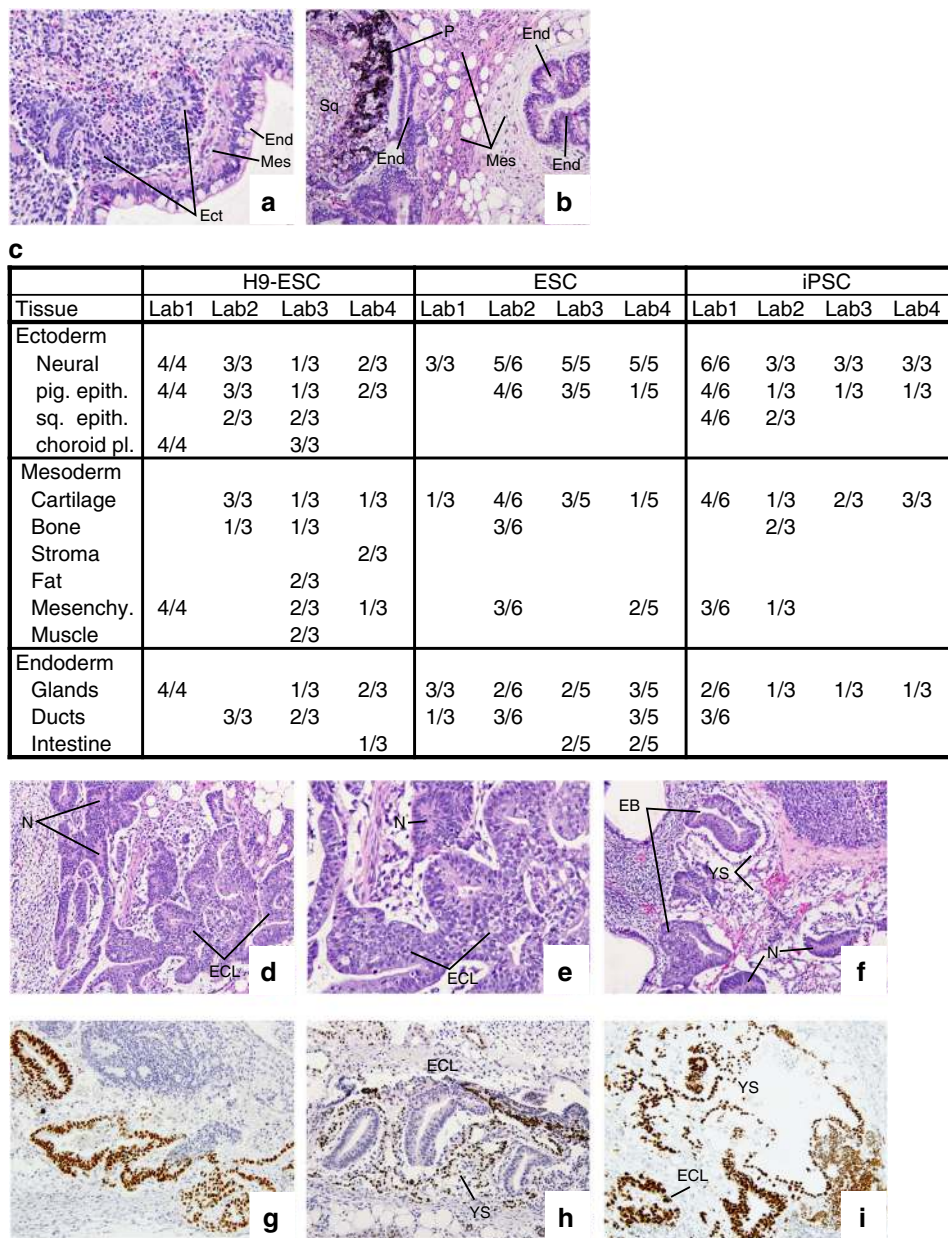 End
Mes
Ect
a
P
End
Sq
End
Mes
End
b
c
H9-ESC ESC iPSC
Tissue Lab1 Lab2 Lab3 Lab4 Lab1 Lab2 Lab3 Lab4 Lab1 Lab2 Lab3 Lab4
Ectoderm
Neural 4/4 3/3 1/3 2/3 3/3 5/6 5/5 5/5 6/6 3/3 3/3 3/3
pig. epith. 4/4 3/3 1/3 2/3 4/6 3/5 1/5 4/6 1/3 1/3 1/3
sq. epith. 2/3 2/3 4/6 2/3
choroid pl. 4/4 3/3
Mesoderm
Cartilage 3/3 1/3 1/3 1/3 4/6 3/5 1/5 4/6 1/3 2/3 3/3
Bone 1/3 1/3 3/6 2/3
Stroma 2/3
Fat 2/3
Mesenchy. 4/4 2/3 1/3 3/6 2/5 3/6 1/3
Muscle 2/3
Endoderm
Glands 4/4 1/3 2/3 3/3 2/6 2/5 3/5 2/6 1/3 1/3 1/3
Ducts 3/3 2/3 1/3 3/6 3/5 3/6
Intestine 1/3 2/5 2/5
N
ECL
d
N
ECL
e
EB
YS
N
f
g
ECL
YS
h
YS
ECL
i